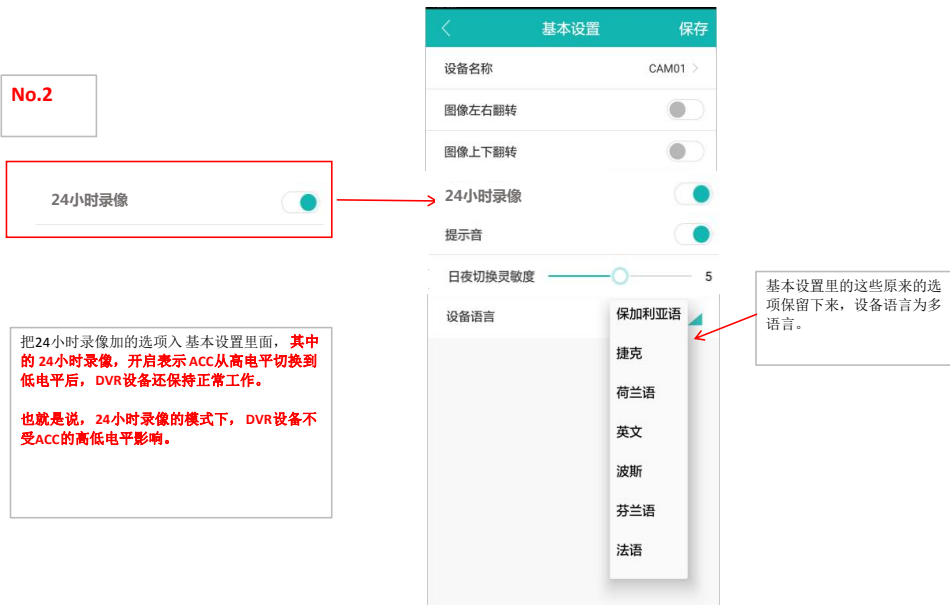 No.2
24小时录像
把24小时录像加的选项入 基本设置里面，其中
的 24小时录像，开启表示 ACC从高电平切换到
低电平后， DVR设备还保持正常工作。
也就是说， 24小时录像的模式下， DVR设备不
受ACC的高低电平影响。
基本设置
保存
设备名称
CAM01
图像左右翻转
图像上下翻转
24小时录像
提示音
日夜切换灵敏度
5
设备语言
保加利亚语
捷克
荷兰语
英文
波斯
芬兰语
法语
基本设置里的这些原来的选
项保留下来，设备语言为多
语言。